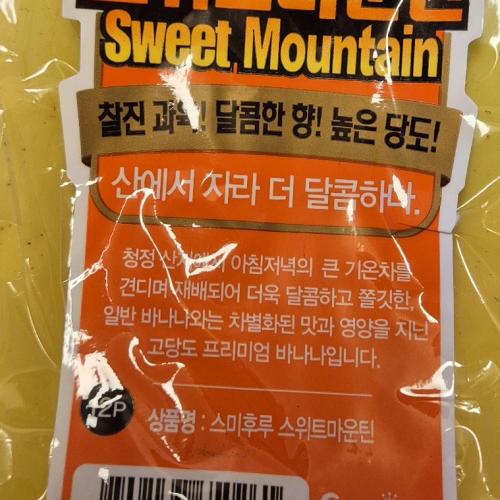 Sweet Mountain
찰진 과육! 달콤한 향! 높은 당도!
산에서 자라 더 달콤하다.
청정 산지에서 아침저녁의 큰 기온차를
견디며 재배되어 더욱 달콤하고 쫄깃한,
일반 바나나와는 차별화된 맛과 영양을 지닌
고당도 프리미엄 바나나입니다.
12P
상품명 : 스미후루 스위트마운틴